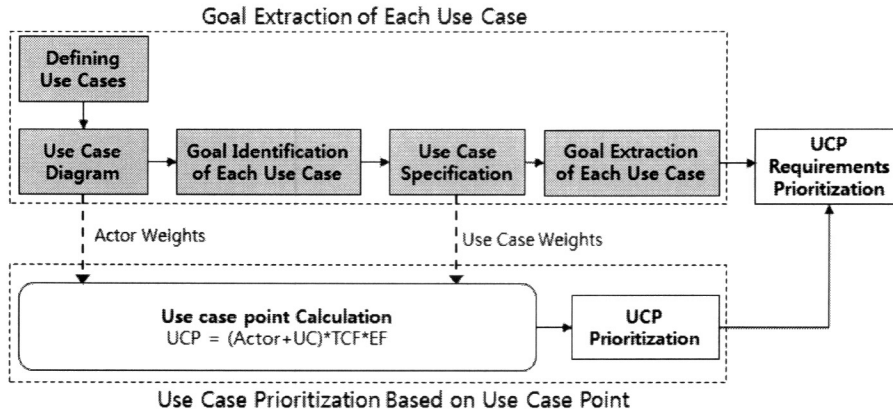 Goal Extraction of Each Use Case
Defining
Use Cases
Use Case
Diagram
Goal Identification
of Each Use Case
Use Case
Specification
Goal Extraction
of Each Use Case
UCP
Requirements
Prioritization
Actor Weights
Use Case Weights
Use case point Calculation
UCP = (Actor+UC)*TCF*EF
UCP
Prioritization
Use Case Prioritization Based on Use Case Point